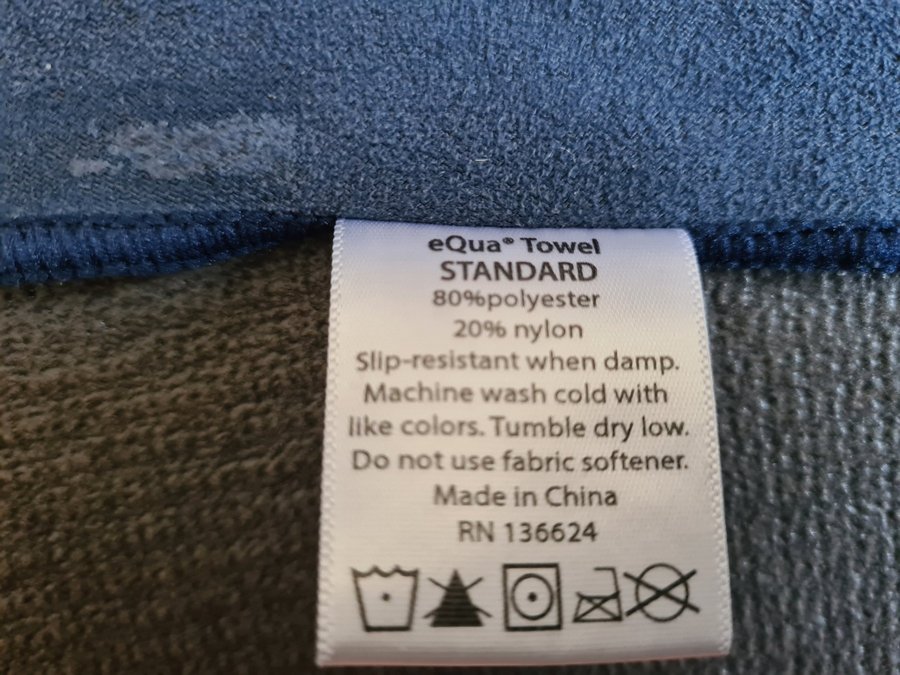 eQua® Towel
STANDARD
80%polyester
20% nylon
Slip-resistant when damp.
Machine wash cold with
like colors. Tumble dry low.
Do not use fabric softener.
Made in China
RN 136624